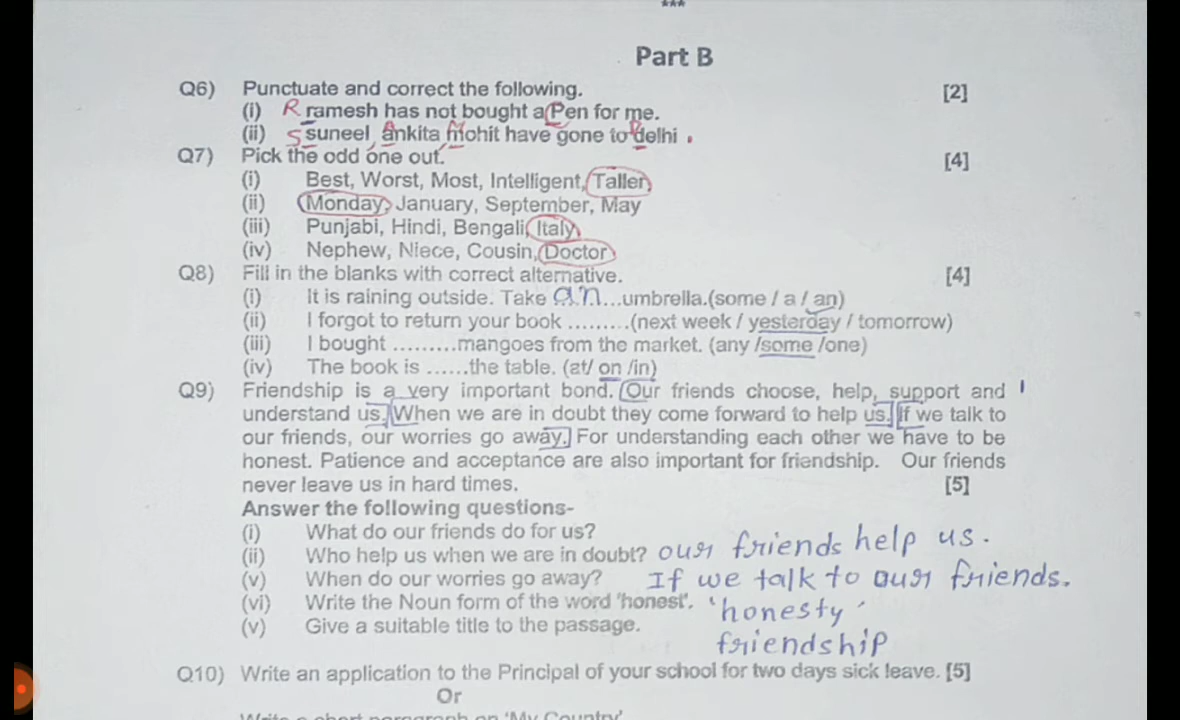 ***
Part B
Q6) Punctuate and correct the following. [2]
(i) R ramesh has not bought a Pen for me.
(ii) S suneel, Ankita, Mohit have gone to Delhi .
Q7) Pick the odd one out. [4]
(i) Best, Worst, Most, Intelligent, Taller
(ii) Monday, January, September, May
(iii) Punjabi, Hindi, Bengali, Italy
(iv) Nephew, Niece, Cousin, Doctor
Q8) Fill in the blanks with correct alternative. [4]
(i) It is raining outside. Take an...umbrella.(some / a / an)
(ii) I forgot to return your book .........(next week / yesterday / tomorrow)
(iii) I bought .........mangoes from the market. (any /some /one)
(iv) The book is ......the table. (at/ on /in)
Q9) Friendship is a very important bond. Our friends choose, help, support and
understand us. When we are in doubt they come forward to help us. If we talk to
our friends, our worries go away. For understanding each other we have to be
honest. Patience and acceptance are also important for friendship. Our friends
never leave us in hard times. [5]
Answer the following questions-
(i) What do our friends do for us?
(ii) Who help us when we are in doubt? our friends help us.
(v) When do our worries go away? If we talk to our friends.
(vi) Write the Noun form of the word 'honest'. 'honesty'
(v) Give a suitable title to the passage.
friendship
Q10) Write an application to the Principal of your school for two days sick leave. [5]
Or
Write a short paragraph on 'My Country'